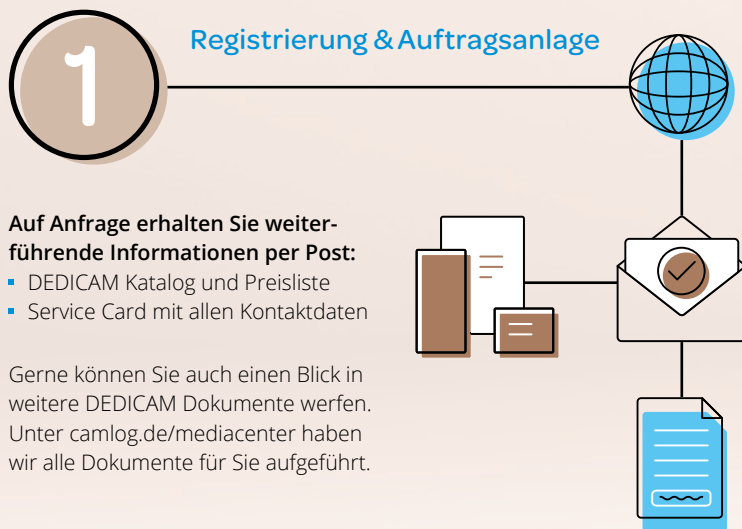 1
Registrierung & Auftragsanlage
Auf Anfrage erhalten Sie weiter-
führende Informationen per Post:
▪ DEDICAM Katalog und Preisliste
▪ Service Card mit allen Kontaktdaten
Gerne können Sie auch einen Blick in
weitere DEDICAM Dokumente werfen.
Unter camlog.de/mediacenter haben
wir alle Dokumente für Sie aufgeführt.